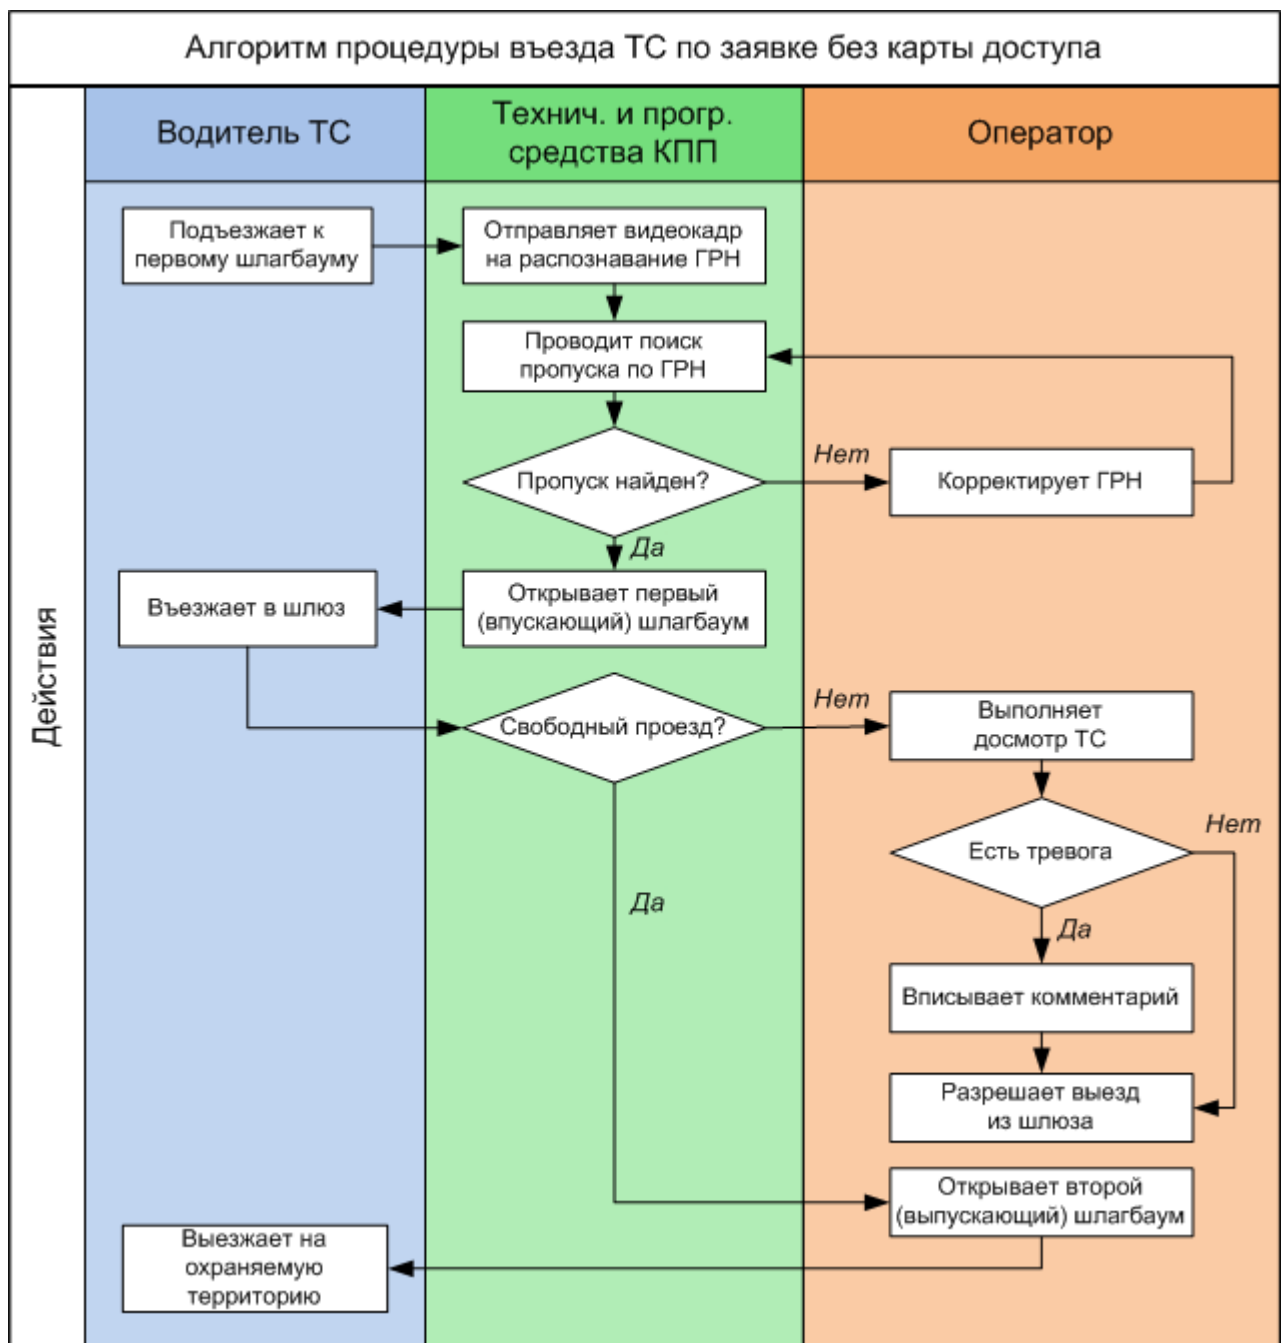 Алгоритм процедуры въезда ТС по заявке без карты доступа
Водитель ТС
Технич. и прогр.
средства КПП
Оператор
Действия
Подъезжает к
первому шлагбауму
Отправляет видеокадр
на распознавание ГРН
Проводит поиск
пропуска по ГРН
Пропуск найден?
Нет
Корректирует ГРН
Да
Открывает первый
(впускающий) шлагбаум
Въезжает в шлюз
Свободный проезд?
Нет
Выполняет
досмотр ТС
Есть тревога
Нет
Да
Да
Вписывает комментарий
Разрешает выезд
из шлюза
Открывает второй
(выпускающий) шлагбаум
Выезжает на
охраняемую
территорию